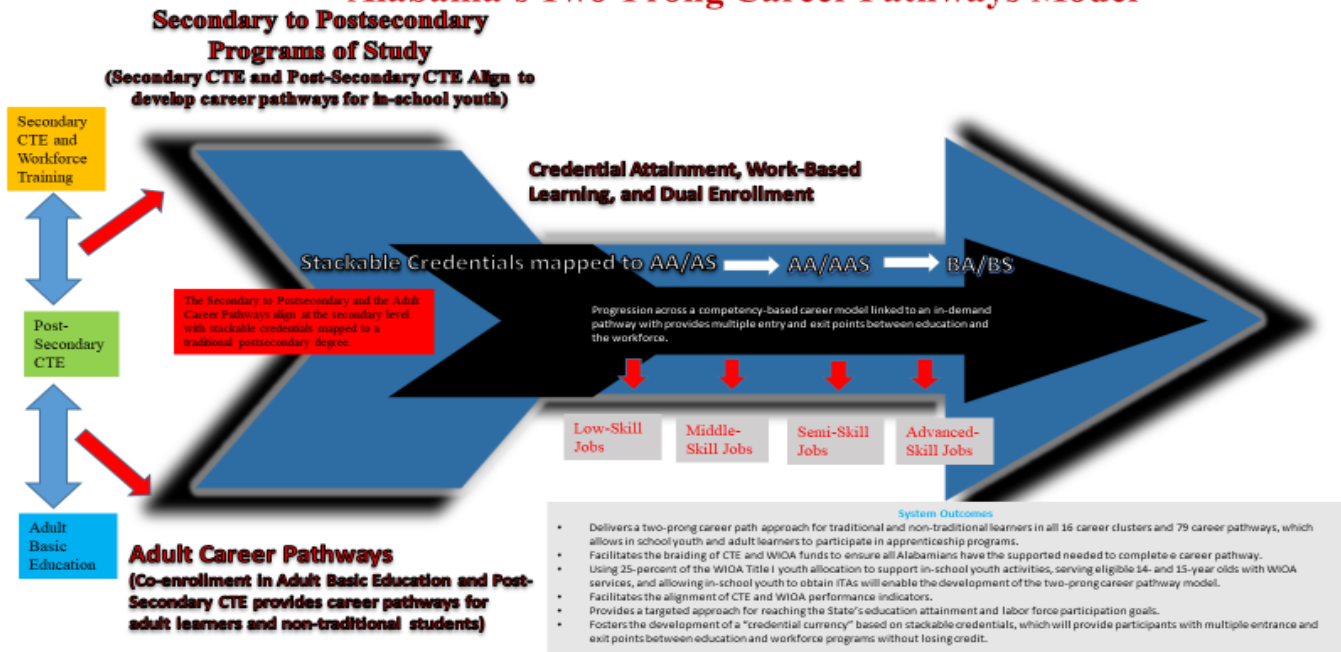 Alabama's Two-Prong Career Pathways Model
Secondary to Postsecondary
Programs of Study
(Secondary CTE and Post-Secondary CTE Align to
develop career pathways for in-school youth)
Secondary
CTE and
Workforce
Training
Credential Attainment, Work-Based
Learning, and Dual Enrollment
Stackable Credentials mapped to AA/AS
AA/AAS
BA/BS
The Secondary to Postsecondary and the Adult
Career Pathways align at the secondary level
with stackable credentials mapped to a
traditional postsecondary degree.
Progression across a competency-based career model linked to an in-demand
pathway with provides multiple entry and exit points between education and
the workforce.
Post-
Secondary
CTE
Low-Skill
Jobs
Middle-
Skill Jobs
Semi-Skill
Jobs
Advanced-
Skill Jobs
Adult
Basic
Education
Adult Career Pathways
(Co-enrollment in Adult Basic Education and Post-
Secondary CTE provides career pathways for
adult learners and non-traditional students)
System Outcomes
• Delivers a two-prong career path approach for traditional and non-traditional learners in all 16 career clusters and 79 career pathways, which
allows in school youth and adult learners to participate in apprenticeship programs.
• Facilitates the braiding of CTE and WIOA funds to ensure all Alabamians have the supported needed to complete e career pathway.
• Using 25-percent of the WIOA Title I youth allocation to support in-school youth activities, serving eligible 14- and 15-year olds with WIOA
services, and allowing in-school youth to obtain ITAs will enable the development of the two-prong career pathway model.
• Facilitates the alignment of CTE and WIOA performance indicators.
• Provides a targeted approach for reaching the State's education attainment and labor force participation goals.
• Fosters the development of a "credential currency" based on stackable credentials, which will provide participants with multiple entrance and
exit points between education and workforce programs without losing credit.